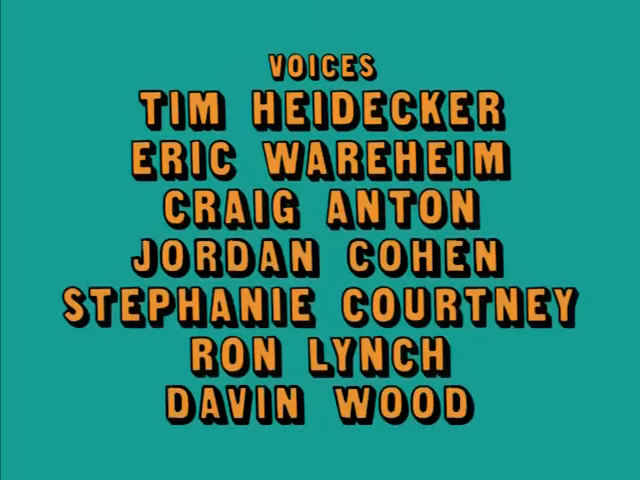 VOICES
TIM HEIDECKER
ERIC WAREHEIM
CRAIG ANTON
JORDAN COHEN
STEPHANIE COURTNEY
RON LYNCH
DAVIN WOOD